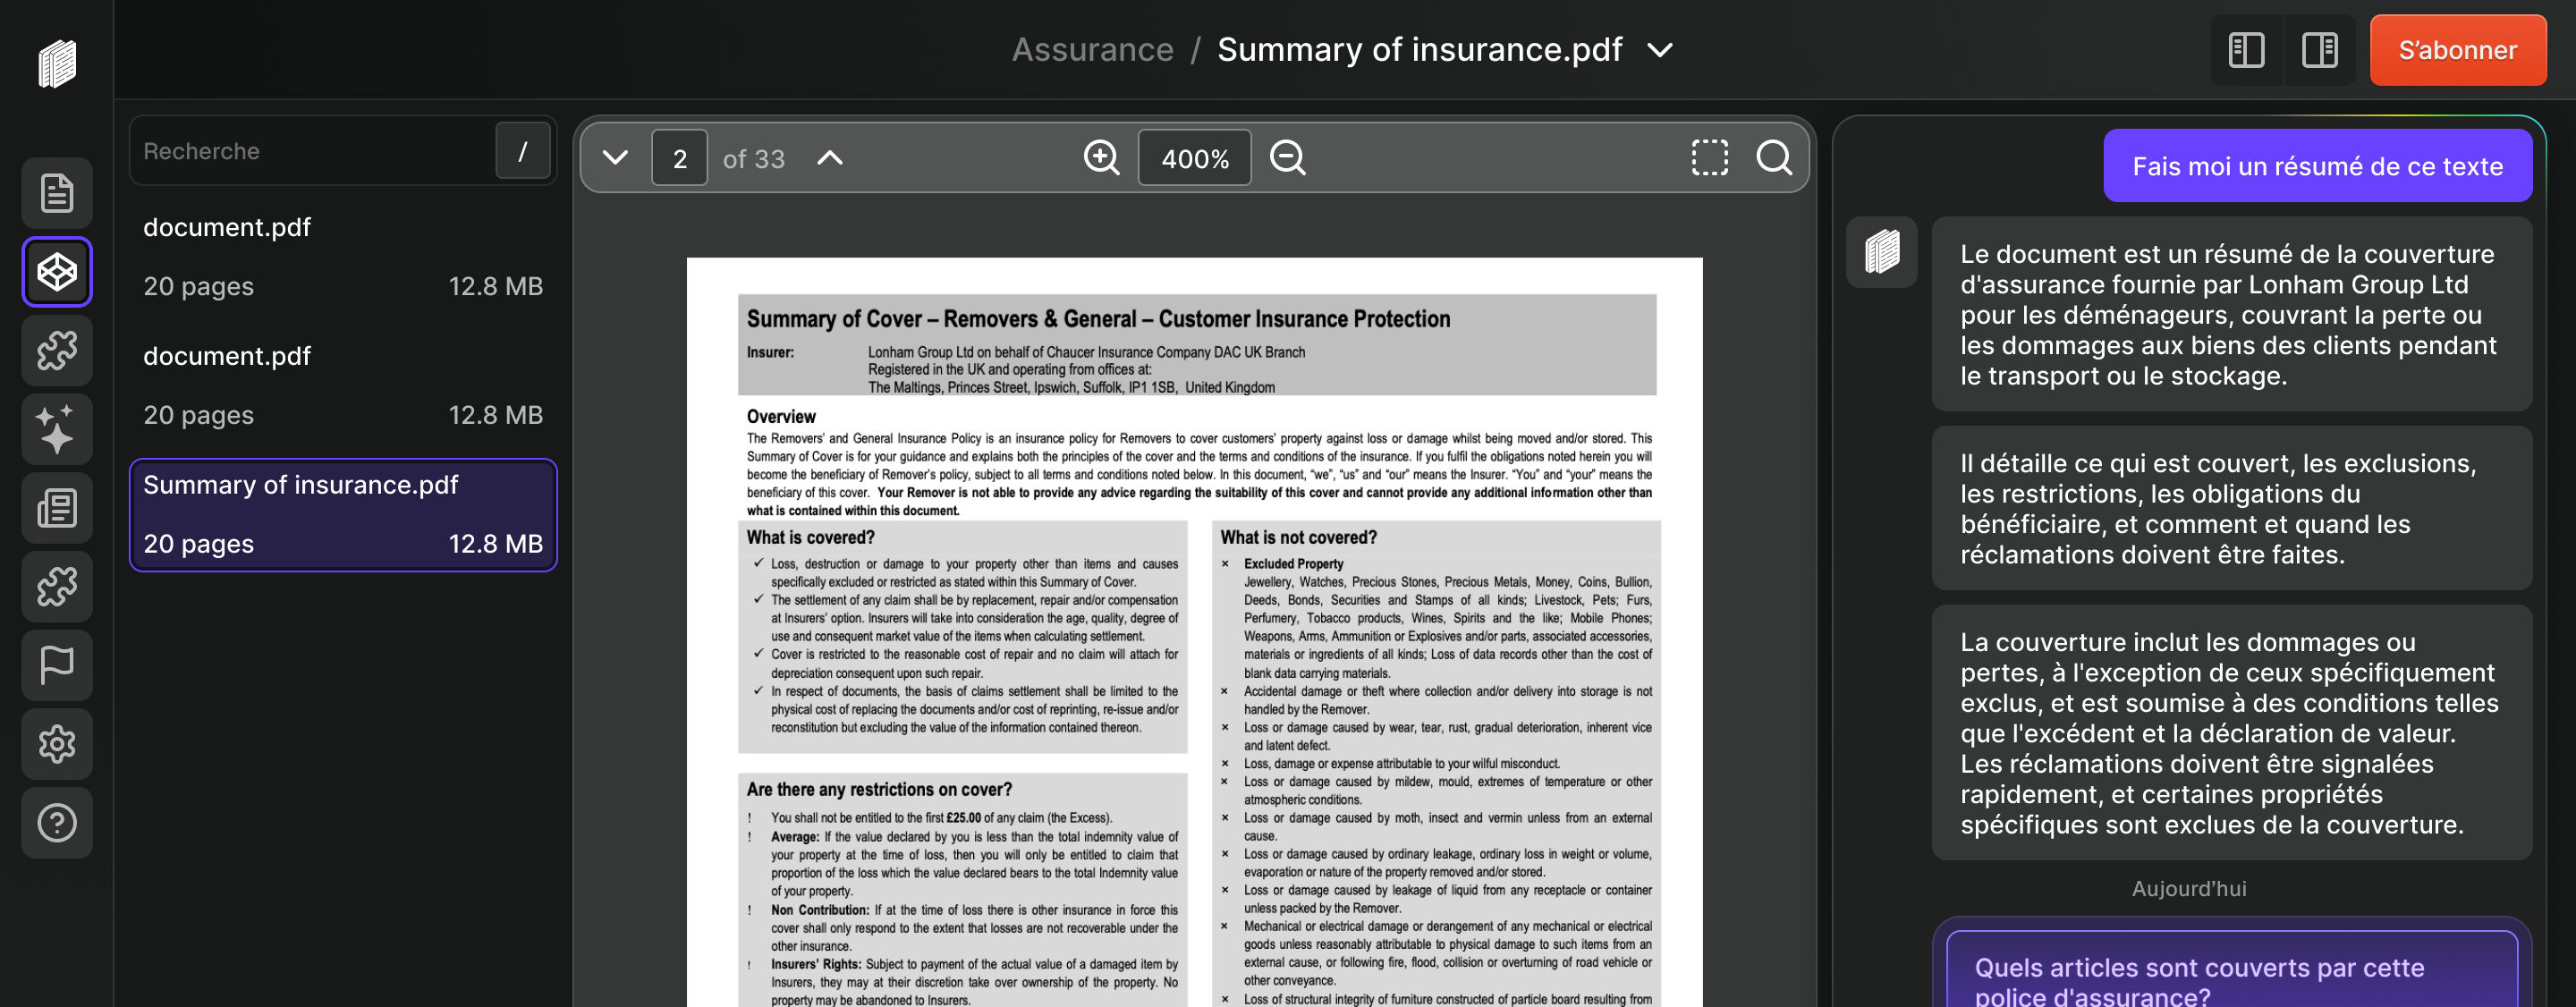 Assurance / Summary of insurance.pdf
S'abonner
Recherche
/
document.pdf
20 pages 12.8 MB
document.pdf
20 pages 12.8 MB
Summary of insurance.pdf
20 pages 12.8 MB
2 of 33
400%
Summary of Cover – Removers & General – Customer Insurance Protection
Insurer: Lonham Group Ltd on behalf of Chaucer Insurance Company DAC UK Branch
Registered in the UK and operating from offices at:
The Maltings, Princes Street, Ipswich, Suffolk, IP1 1SB, United Kingdom
Overview
The Removers' and General Insurance Policy is an insurance policy for Removers to cover customers' property against loss or damage whilst being moved and/or stored. This
Summary of Cover is for your guidance and explains both the principles of the cover and the terms and conditions of the insurance. If you fulfil the obligations noted herein you will
become the beneficiary of Remover's policy, subject to all terms and conditions noted below. In this document, "we", "us" and "our" means the Insurer. "You" and "your" means the
beneficiary of this cover. Your Remover is not able to provide any advice regarding the suitability of this cover and cannot provide any additional information other than
what is contained within this document.
What is covered?
✓ Loss, destruction or damage to your property other than items and causes
specifically excluded or restricted as stated within this Summary of Cover.
✓ The settlement of any claim shall be by replacement, repair and/or compensation
at Insurers' option. Insurers will take into consideration the age, quality, degree of
use and consequent market value of the items when calculating settlement.
✓ Cover is restricted to the reasonable cost of repair and no claim will attach for
depreciation consequent upon such repair.
✓ In respect of documents, the basis of claims settlement shall be limited to the
physical cost of replacing the documents and/or cost of reprinting, re-issue and/or
reconstitution but excluding the value of the information contained thereon.
Are there any restrictions on cover?
! You shall not be entitled to the first £25.00 of any claim (the Excess).
! Average: If the value declared by you is less than the total indemnity value of
your property at the time of loss, then you will only be entitled to claim that
proportion of the loss which the value declared bears to the total Indemnity value
of your property.
! Non Contribution: If at the time of loss there is other insurance in force this
cover shall only respond to the extent that losses are not recoverable under the
other insurance.
! Insurers' Rights: Subject to payment of the actual value of a damaged item by
Insurers, they may at their discretion take over ownership of the property. No
property may be abandoned to Insurers.
What is not covered?
× Excluded Property
Jewellery, Watches, Precious Stones, Precious Metals, Money, Coins, Bullion,
Deeds, Bonds, Securities and Stamps of all kinds; Livestock, Pets; Furs,
Perfumery, Tobacco products, Wines, Spirits and the like; Mobile Phones;
Weapons, Arms, Ammunition or Explosives and/or parts, associated accessories,
materials or ingredients of all kinds; Loss of data records other than the cost of
blank data carrying materials.
× Accidental damage or theft where collection and/or delivery into storage is not
handled by the Remover.
× Loss or damage caused by wear, tear, rust, gradual deterioration, inherent vice
and latent defect.
× Loss, damage or expense attributable to your wilful misconduct.
× Loss or damage caused by mildew, mould, extremes of temperature or other
atmospheric conditions.
× Loss or damage caused by moth, insect and vermin unless from an external
cause.
× Loss or damage caused by ordinary leakage, ordinary loss in weight or volume,
evaporation or nature of the property removed and/or stored.
× Loss or damage caused by leakage of liquid from any receptacle or container
unless packed by the Remover.
× Mechanical or electrical damage or derangement of any mechanical or electrical
goods unless reasonably attributable to physical damage to such items from an
external cause, or following fire, flood, collision or overturning of road vehicle or
other conveyance.
× Loss of structural integrity of furniture constructed of particle board resulting from
Fais moi un résumé de ce texte
Le document est un résumé de la couverture
d'assurance fournie par Lonham Group Ltd
pour les déménageurs, couvrant la perte ou
les dommages aux biens des clients pendant
le transport ou le stockage.
Il détaille ce qui est couvert, les exclusions,
les restrictions, les obligations du
bénéficiaire, et comment et quand les
réclamations doivent être faites.
La couverture inclut les dommages ou
pertes, à l'exception de ceux spécifiquement
exclus, et est soumise à des conditions telles
que l'excédent et la déclaration de valeur.
Les réclamations doivent être signalées
rapidement, et certaines propriétés
spécifiques sont exclues de la couverture.
Aujourd'hui
Quels articles sont couverts par cette
police d'assurance?